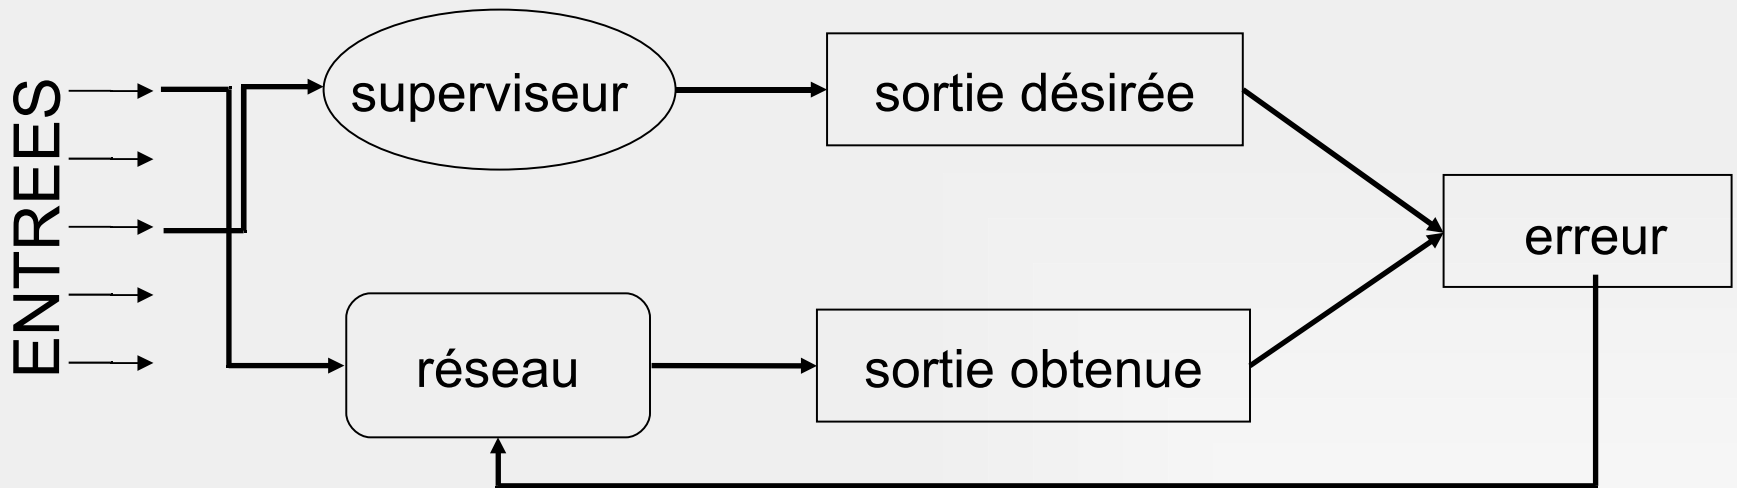 ENTREES
superviseur
sortie désirée
erreur
réseau
sortie obtenue